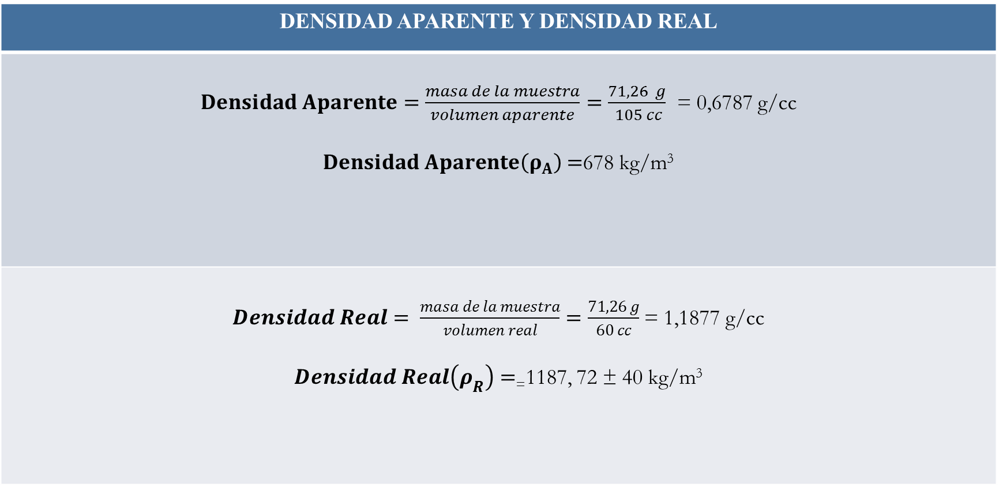 DENSIDAD APARENTE Y DENSIDAD REAL
Densidad Aparente = masa de la muestra / volumen aparente = 71,26 g / 105 cc = 0,6787 g/cc
Densidad Aparente(ρ_A) =678 kg/m³
Densidad Real = masa de la muestra / volumen real = 71,26 g / 60 cc = 1,1877 g/cc
Densidad Real(ρ_R) =₌1187, 72 ± 40 kg/m³